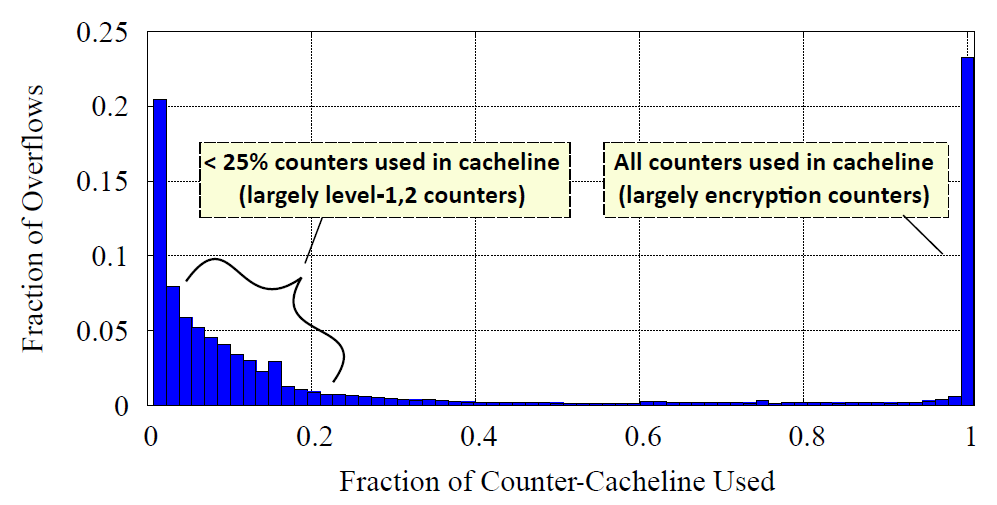 0.25
0.2
0.15
0.1
0.05
0
Fraction of Overflows
< 25% counters used in cacheline
(largely level-1,2 counters)
All counters used in cacheline
(largely encryption counters)
0 0.2 0.4 0.6 0.8 1
Fraction of Counter-Cacheline Used